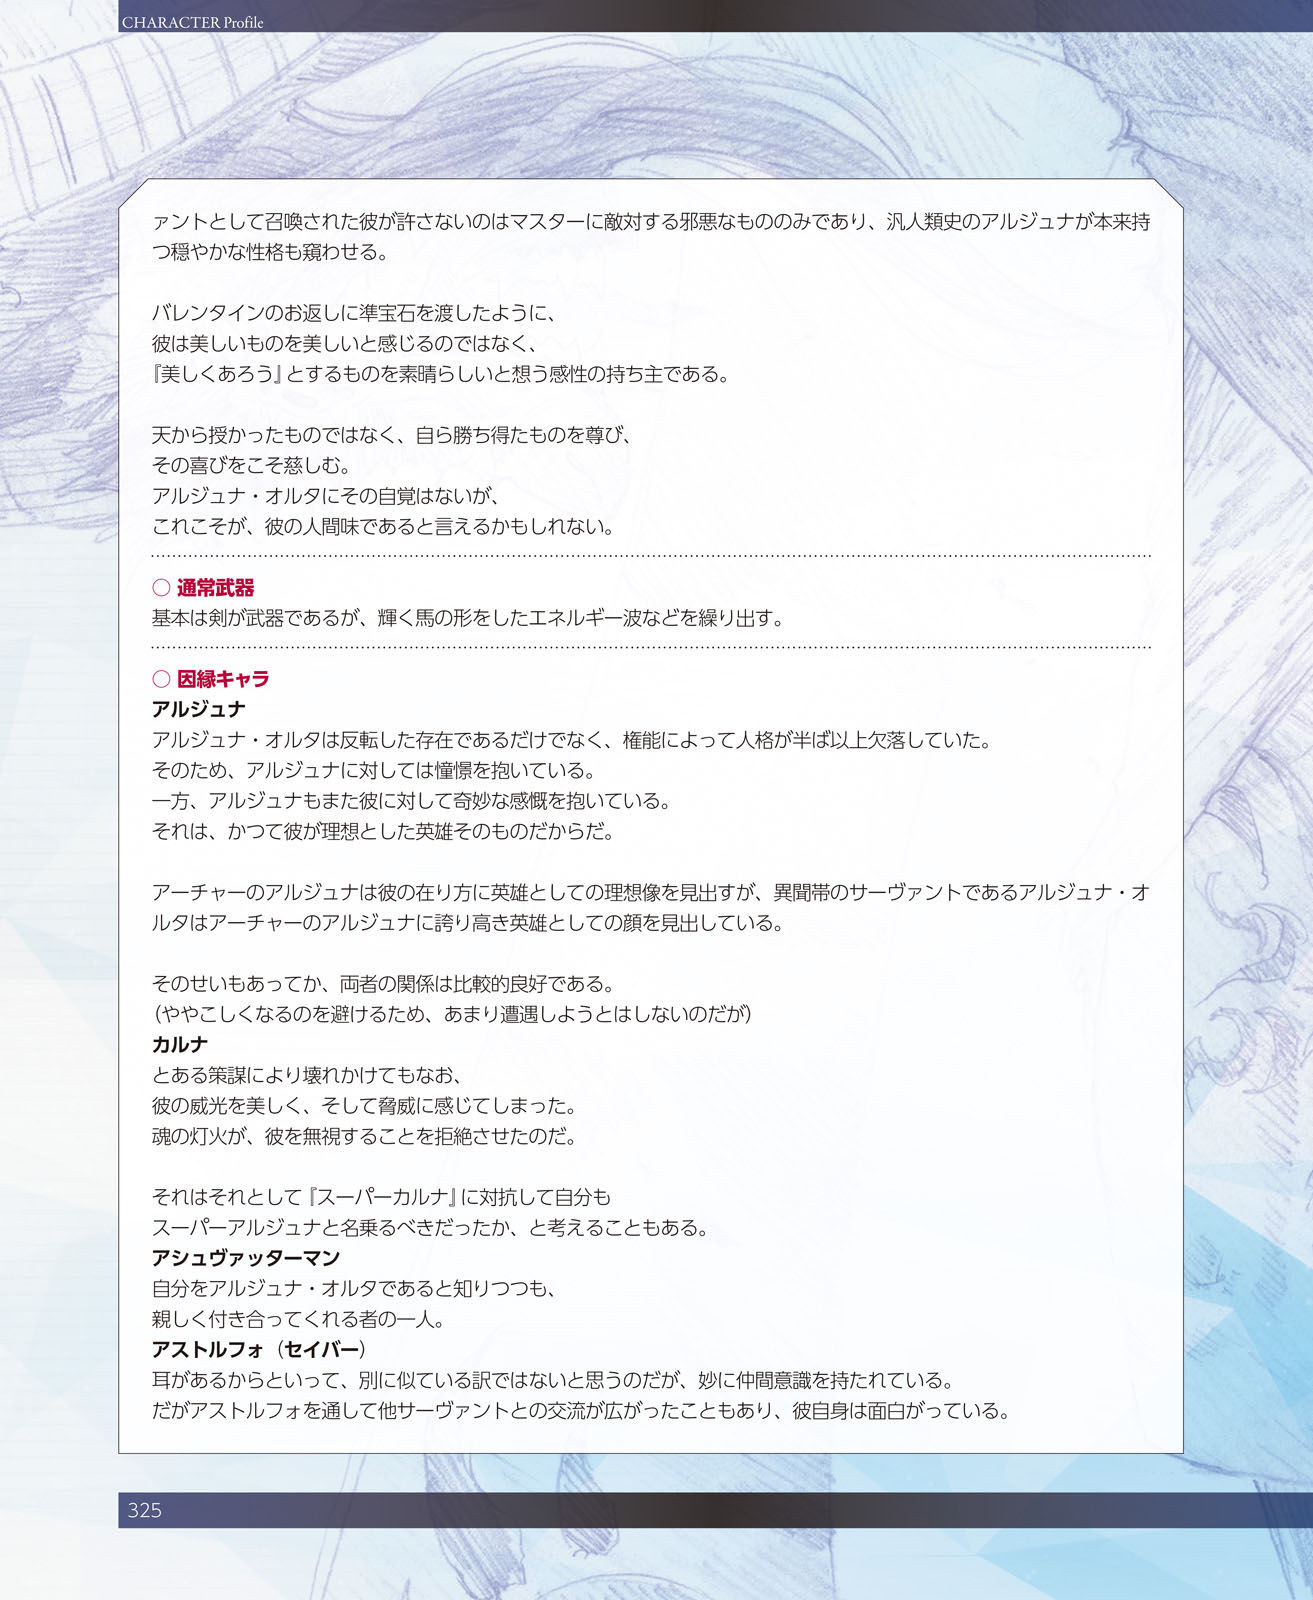 CHARACTER Profile
ァントとして召喚された彼が許さないのはマスターに敵対する邪悪なもののみであり、汎人類史のアルジュナが本来持
つ穏やかな性格も窺わせる。
バレンタインのお返しに準宝石を渡したように、
彼は美しいものを美しいと感じるのではなく、
『美しくあろう』とするものを素晴らしいと想う感性の持ち主である。
天から授かったものではなく、自ら勝ち得たものを尊び、
その喜びをこそ慈しむ。
アルジュナ・オルタにその自覚はないが、
これこそが、彼の人間味であると言えるかもしれない。
○ 通常武器
基本は剣が武器であるが、輝く馬の形をしたエネルギー波などを繰り出す。
○ 因縁キャラ
アルジュナ
アルジュナ・オルタは反転した存在であるだけでなく、権能によって人格が半ば以上欠落していた。
そのため、アルジュナに対しては憧憬を抱いている。
一方、アルジュナもまた彼に対して奇妙な感慨を抱いている。
それは、かつて彼が理想とした英雄そのものだからだ。
アーチャーのアルジュナは彼の在り方に英雄としての理想像を見出すが、異聞帯のサーヴァントであるアルジュナ・オ
ルタはアーチャーのアルジュナに誇り高き英雄としての顔を見出している。
そのせいもあってか、両者の関係は比較的良好である。
（ややこしくなるのを避けるため、あまり遭遇しようとはしないのだが）
カルナ
とある策謀により壊れかけてもなお、
彼の威光を美しく、そして脅威に感じてしまった。
魂の灯火が、彼を無視することを拒絶させたのだ。
それはそれとして『スーパーカルナ』に対抗して自分も
スーパーアルジュナと名乗るべきだったか、と考えることもある。
アシュヴァッターマン
自分をアルジュナ・オルタであると知りつつも、
親しく付き合ってくれる者の一人。
アストルフォ（セイバー）
耳があるからといって、別に似ている訳ではないと思うのだが、妙に仲間意識を持たれている。
だがアストルフォを通して他サーヴァントとの交流が広がったこともあり、彼自身は面白がっている。
325